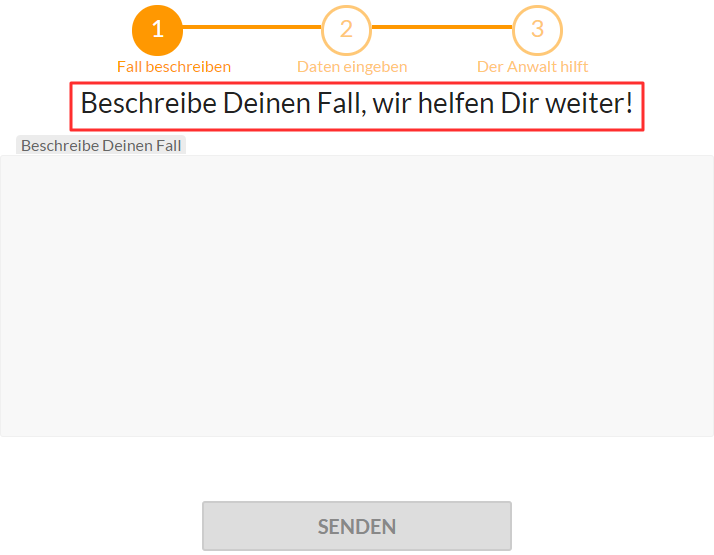 1 2 3
Fall beschreiben Daten eingeben Der Anwalt hilft
Beschreibe Deinen Fall, wir helfen Dir weiter!
Beschreibe Deinen Fall
SENDEN